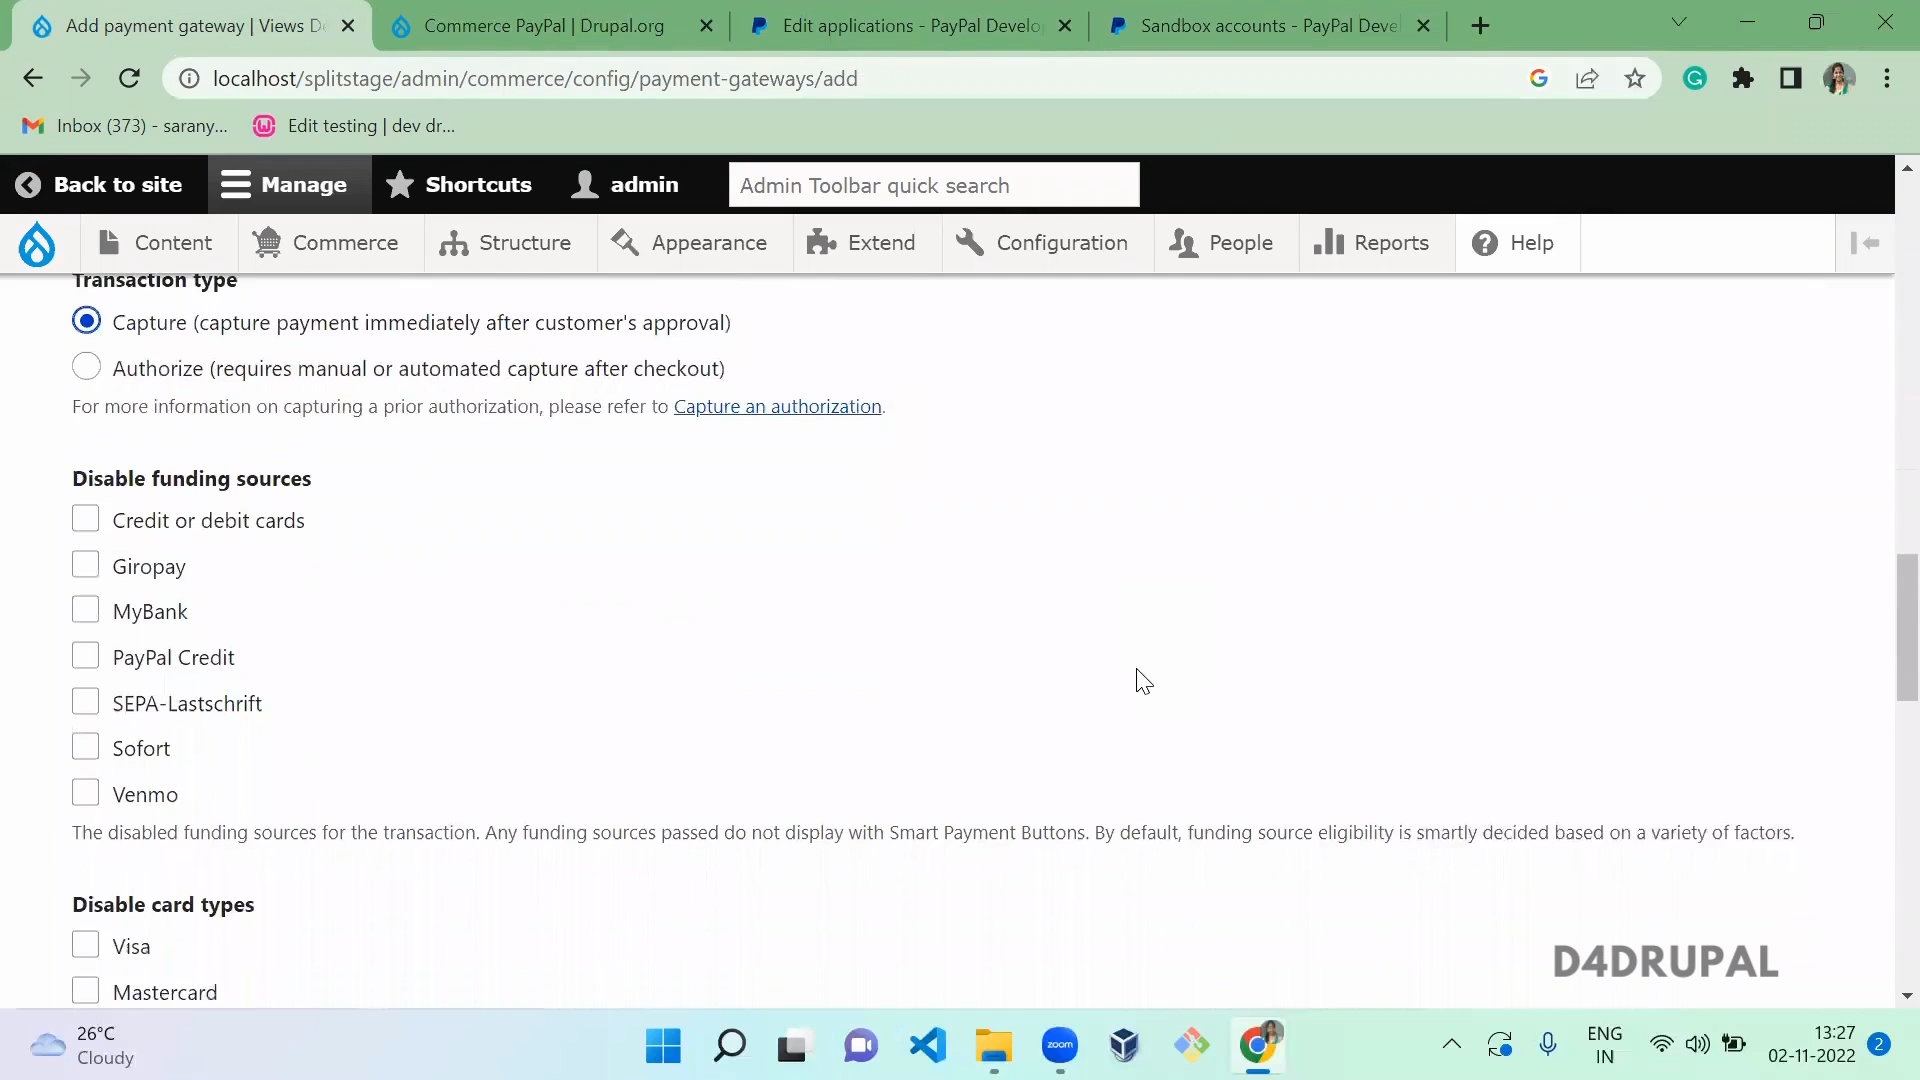 Add payment gateway | Views De
Commerce PayPal | Drupal.org
Edit applications - PayPal Develo
Sandbox accounts - PayPal Devel
localhost/splitstage/admin/commerce/config/payment-gateways/add
Inbox (373) - sarany...
Edit testing | dev dr...
Back to site
Manage
Shortcuts
admin
Admin Toolbar quick search
Content
Commerce
Structure
Appearance
Extend
Configuration
People
Reports
Help
Transaction type
Capture (capture payment immediately after customer's approval)
Authorize (requires manual or automated capture after checkout)
For more information on capturing a prior authorization, please refer to Capture an authorization.
Disable funding sources
Credit or debit cards
Giropay
MyBank
PayPal Credit
SEPA-Lastschrift
Sofort
Venmo
The disabled funding sources for the transaction. Any funding sources passed do not display with Smart Payment Buttons. By default, funding source eligibility is smartly decided based on a variety of factors.
Disable card types
Visa
Mastercard
D4DRUPAL
26°C
Cloudy
zoom
ENG
IN
13:27
02-11-2022
2